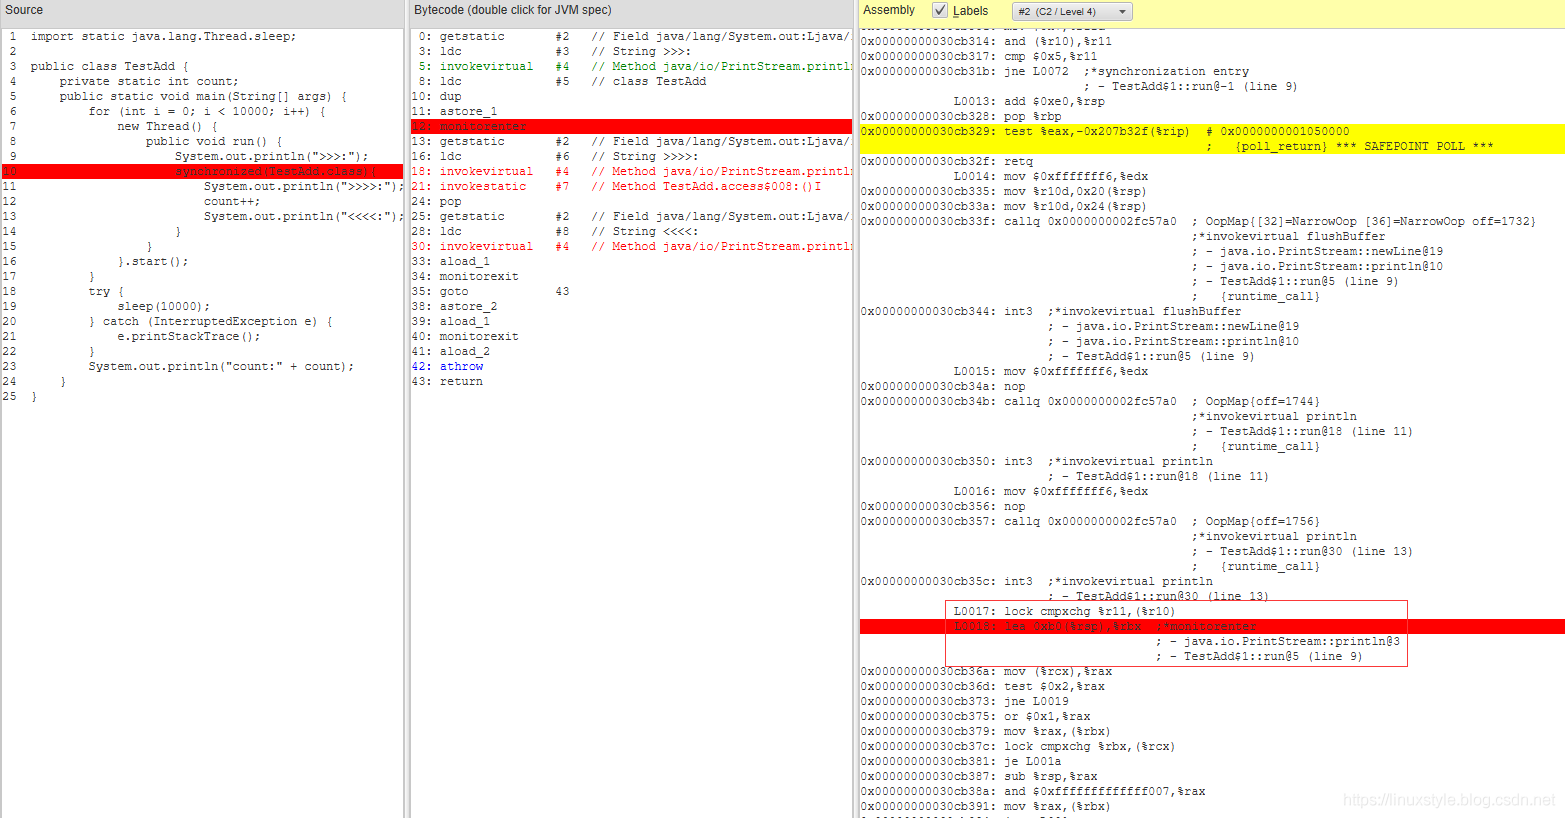 Source
1 import static java.lang.Thread.sleep;
2
3 public class TestAdd {
4 private static int count;
5 public static void main(String[] args) {
6 for (int i = 0; i < 10000; i++) {
7 new Thread() {
8 public void run() {
9 System.out.println(">>>:");
10 synchronized(TestAdd.class){
11 System.out.println(">>>>:");
12 count++;
13 System.out.println("<<<<:");
14 }
15 }
16 }.start();
17 }
18 try {
19 sleep(10000);
20 } catch (InterruptedException e) {
21 e.printStackTrace();
22 }
23 System.out.println("count:" + count);
24 }
25 }
Bytecode (double click for JVM spec)
0: getstatic #2 // Field java/lang/System.out:Ljava/
3: ldc #3 // String >>>:
5: invokevirtual #4 // Method java/io/PrintStream.println
8: ldc #5 // class TestAdd
10: dup
11: astore_1
12: monitorenter
13: getstatic #2 // Field java/lang/System.out:Ljava/
16: ldc #6 // String >>>>:
18: invokevirtual #4 // Method java/io/PrintStream.println
21: invokestatic #7 // Method TestAdd.access$008:()I
24: pop
25: getstatic #2 // Field java/lang/System.out:Ljava/
28: ldc #8 // String <<<<:
30: invokevirtual #4 // Method java/io/PrintStream.println
33: aload_1
34: monitorexit
35: goto 43
38: astore_2
39: aload_1
40: monitorexit
41: aload_2
42: athrow
43: return
Assembly Labels #2 (C2 / Level 4)
0x00000000030cb314: and (%r10),%r11
0x00000000030cb317: cmp $0x5,%r11
0x00000000030cb31b: jne L0072 ;*synchronization entry
; - TestAdd$1::run@-1 (line 9)
L0013: add $0xe0,%rsp
0x00000000030cb328: pop %rbp
0x00000000030cb329: test %eax,-0x207b32f(%rip) # 0x0000000001050000
; {poll_return} *** SAFEPOINT POLL ***
0x00000000030cb32f: retq
L0014: mov $0xfffffff6,%edx
0x00000000030cb335: mov %r10d,0x20(%rsp)
0x00000000030cb33a: mov %r10d,0x24(%rsp)
0x00000000030cb33f: callq 0x0000000002fc57a0 ; OopMap{[32]=NarrowOop [36]=NarrowOop off=1732}
;*invokevirtual flushBuffer
; - java.io.PrintStream::newLine@19
; - java.io.PrintStream::println@10
; - TestAdd$1::run@5 (line 9)
; {runtime_call}
0x00000000030cb344: int3 ;*invokevirtual flushBuffer
; - java.io.PrintStream::newLine@19
; - java.io.PrintStream::println@10
; - TestAdd$1::run@5 (line 9)
L0015: mov $0xfffffff6,%edx
0x00000000030cb34a: nop
0x00000000030cb34b: callq 0x0000000002fc57a0 ; OopMap{off=1744}
;*invokevirtual println
; - TestAdd$1::run@18 (line 11)
; {runtime_call}
0x00000000030cb350: int3 ;*invokevirtual println
; - TestAdd$1::run@18 (line 11)
L0016: mov $0xfffffff6,%edx
0x00000000030cb356: nop
0x00000000030cb357: callq 0x0000000002fc57a0 ; OopMap{off=1756}
;*invokevirtual println
; - TestAdd$1::run@30 (line 13)
; {runtime_call}
0x00000000030cb35c: int3 ;*invokevirtual println
; - TestAdd$1::run@30 (line 13)
L0017: lock cmpxchg %r11,(%r10)
L0018: lea 0xb0(%rsp),%rbx ;*monitorenter
; - java.io.PrintStream::println@3
; - TestAdd$1::run@5 (line 9)
0x00000000030cb36a: mov (%rcx),%rax
0x00000000030cb36d: test $0x2,%rax
0x00000000030cb373: jne L0019
0x00000000030cb375: or $0x1,%rax
0x00000000030cb379: mov %rax,(%rbx)
0x00000000030cb37c: lock cmpxchg %rbx,(%rcx)
0x00000000030cb381: je L001a
0x00000000030cb387: sub %rsp,%rax
0x00000000030cb38a: and $0xfffffffffffff007,%rax
0x00000000030cb391: mov %rax,(%rbx)
https://linuxstyle.blog.csdn.net